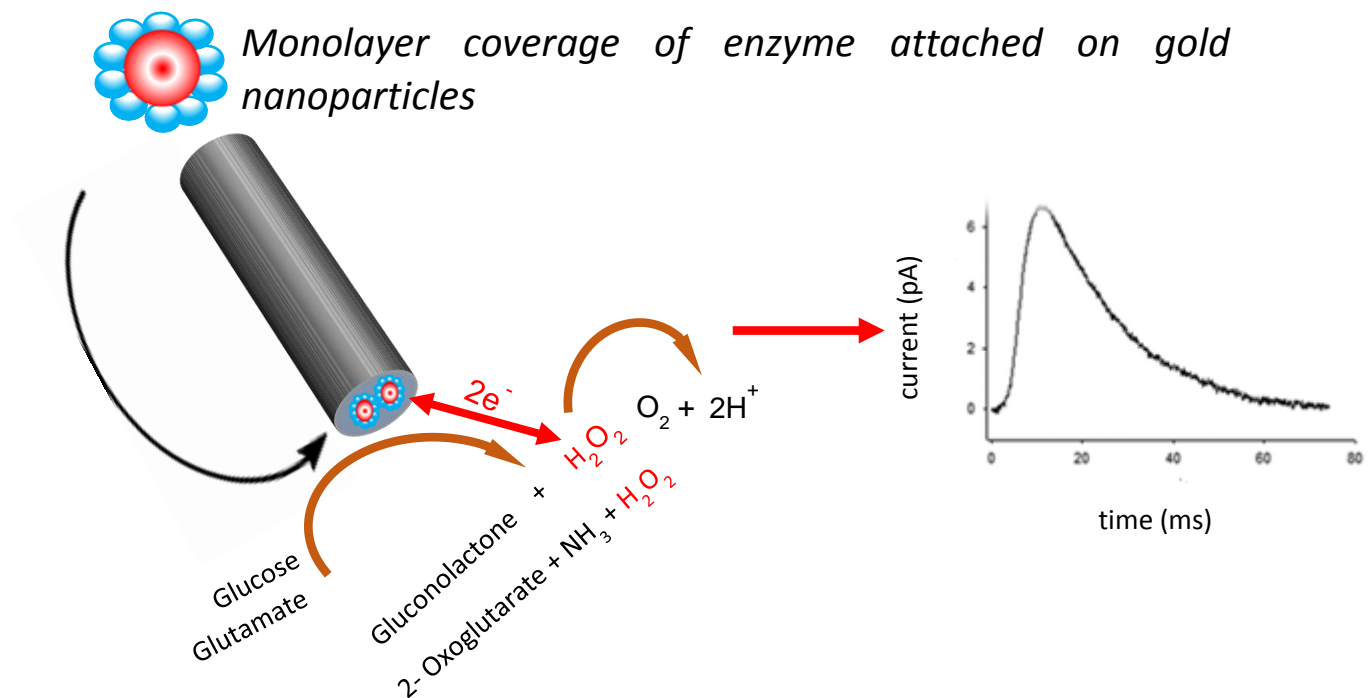 Monolayer coverage of enzyme attached on gold
nanoparticles
2e-
H2O2
O2 + 2H+
Glucose
Glutamate
Gluconolactone +
2- Oxoglutarate + NH3 + H2O2
current (pA)
6
4
2
0
0 20 40 60 80
time (ms)